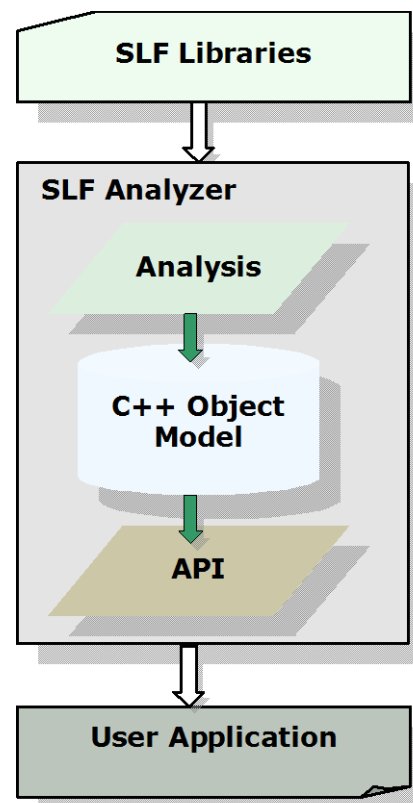 SLF Libraries
SLF Analyzer
Analysis
C++ Object
Model
API
User Application